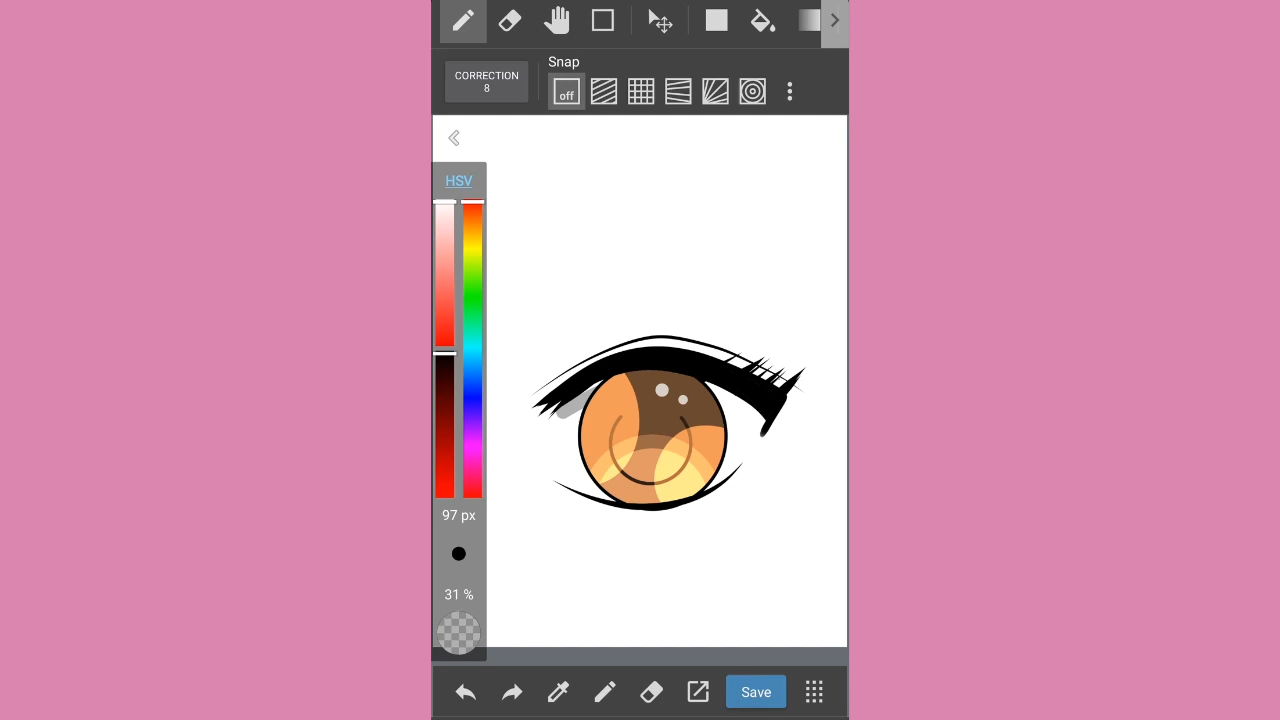 CORRECTION
8
Snap
off
HSV
97 px
31 %
Save